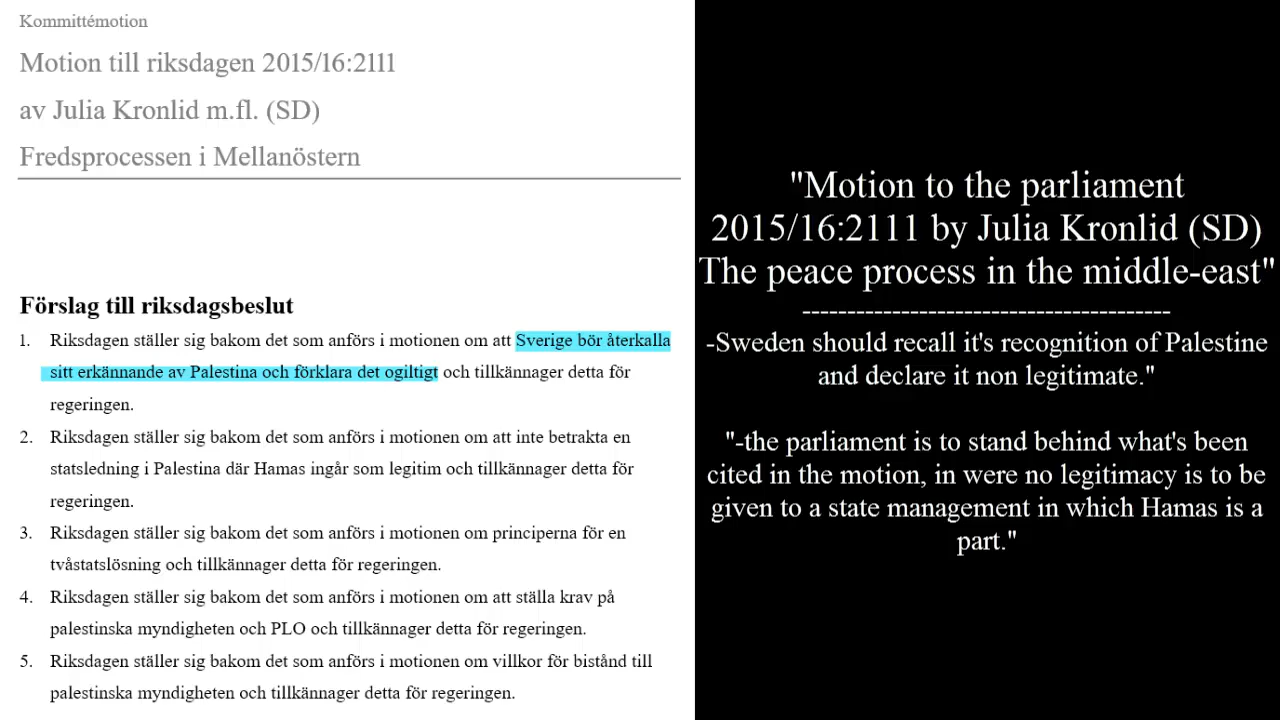 Kommittémotion
Motion till riksdagen 2015/16:2111
av Julia Kronlid m.fl. (SD)
Fredsprocessen i Mellanöstern
Förslag till riksdagsbeslut
1. Riksdagen ställer sig bakom det som anförs i motionen om att Sverige bör återkalla
sitt erkännande av Palestina och förklara det ogiltigt och tillkännager detta för
regeringen.
2. Riksdagen ställer sig bakom det som anförs i motionen om att inte betrakta en
statsledning i Palestina där Hamas ingår som legitim och tillkännager detta för
regeringen.
3. Riksdagen ställer sig bakom det som anförs i motionen om principerna för en
tvåstatslösning och tillkännager detta för regeringen.
4. Riksdagen ställer sig bakom det som anförs i motionen om att ställa krav på
palestinska myndigheten och PLO och tillkännager detta för regeringen.
5. Riksdagen ställer sig bakom det som anförs i motionen om villkor för bistånd till
palestinska myndigheten och tillkännager detta för regeringen.
"Motion to the parliament
2015/16:2111 by Julia Kronlid (SD)
The peace process in the middle-east"
-----------------------------------------
-Sweden should recall it's recognition of Palestine
and declare it non legitimate."
"-the parliament is to stand behind what's been
cited in the motion, in were no legitimacy is to be
given to a state management in which Hamas is a
part."